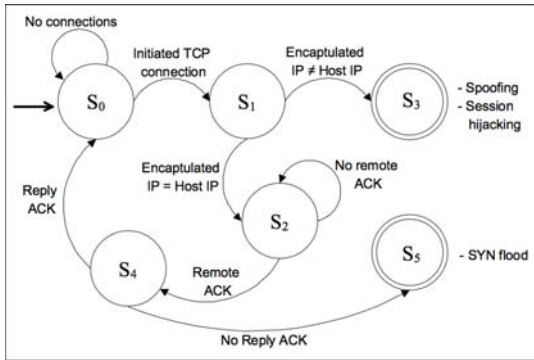 No connections
Initiated TCP
connection
Encaptulated
IP ≠ Host IP
S0
S1
S3
- Spoofing
- Session
hijacking
Encaptulated
IP = Host IP
No remote
ACK
Reply
ACK
S2
S4
Remote
ACK
S5
- SYN flood
No Reply ACK